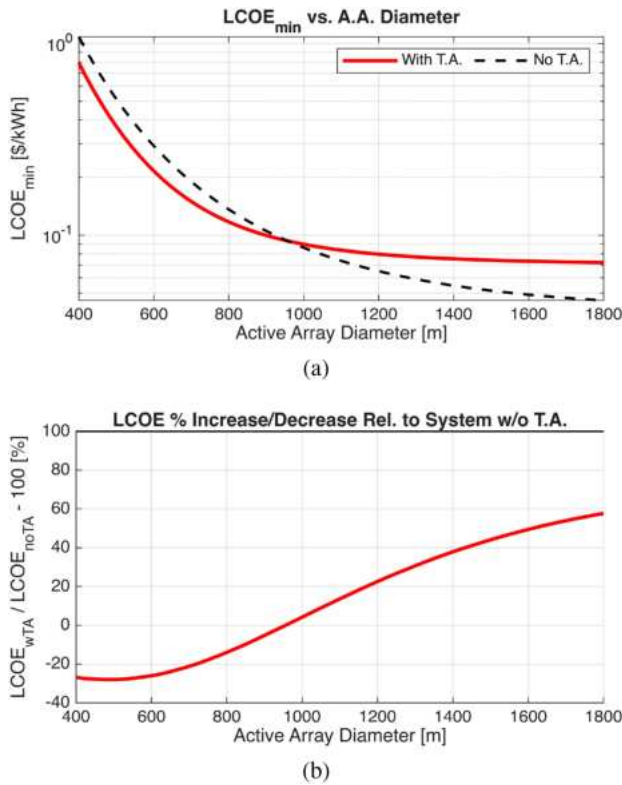 LCOE_min vs. A.A. Diameter
With T.A.
No T.A.
LCOE_min [$/kWh]
10^0
10^-1
400 600 800 1000 1200 1400 1600 1800
Active Array Diameter [m]
(a)
LCOE % Increase/Decrease Rel. to System w/o T.A.
LCOE_wTA / LCOE_noTA - 100 [%]
100
80
60
40
20
0
-20
-40
400 600 800 1000 1200 1400 1600 1800
Active Array Diameter [m]
(b)